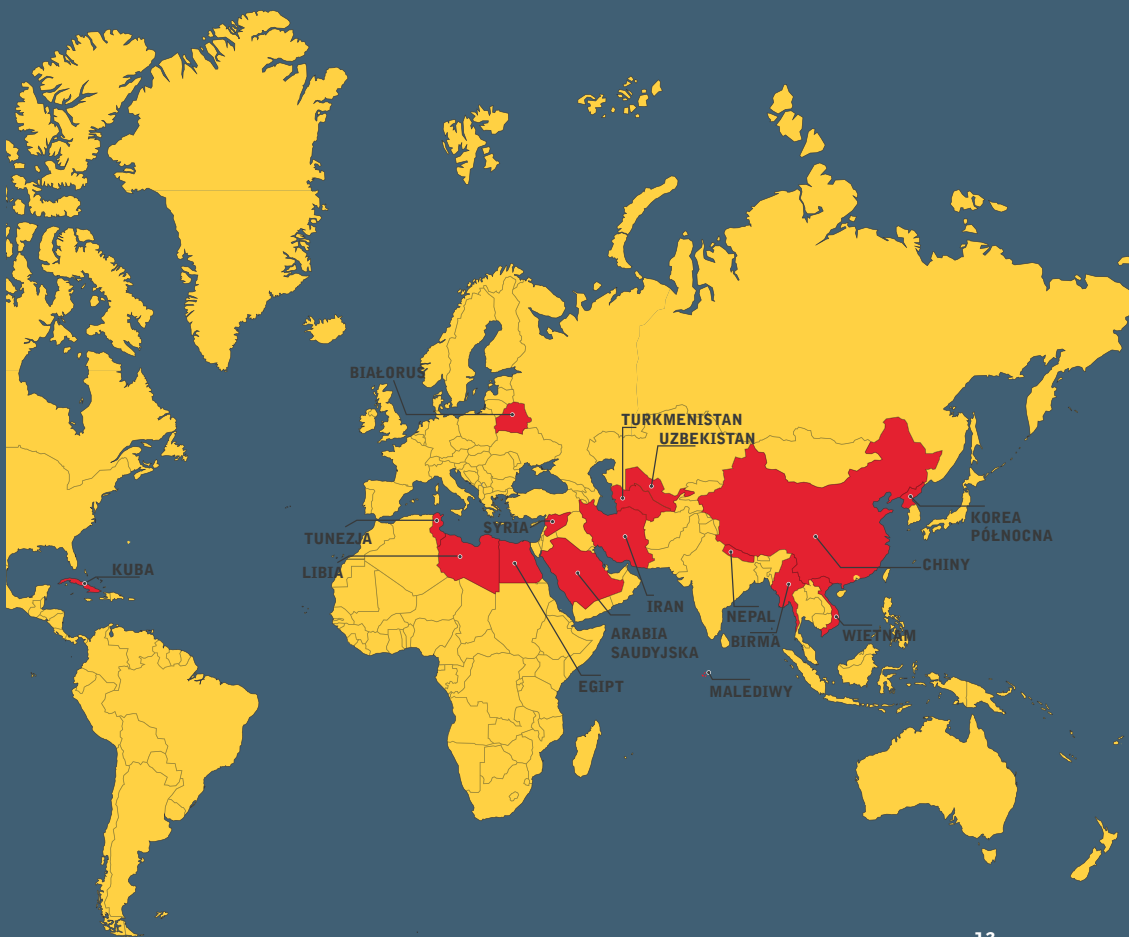 BIAŁORUŚ
TURKMENISTAN
UZBEKISTAN
SYRIA
TUNEZJA
LIBIA
KUBA
KOREA
PÓŁNOCNA
CHINY
IRAN
NEPAL
ARABIA
SAUDYJSKA
BIRMA
WIETNAM
EGIPT
MALEDIWY